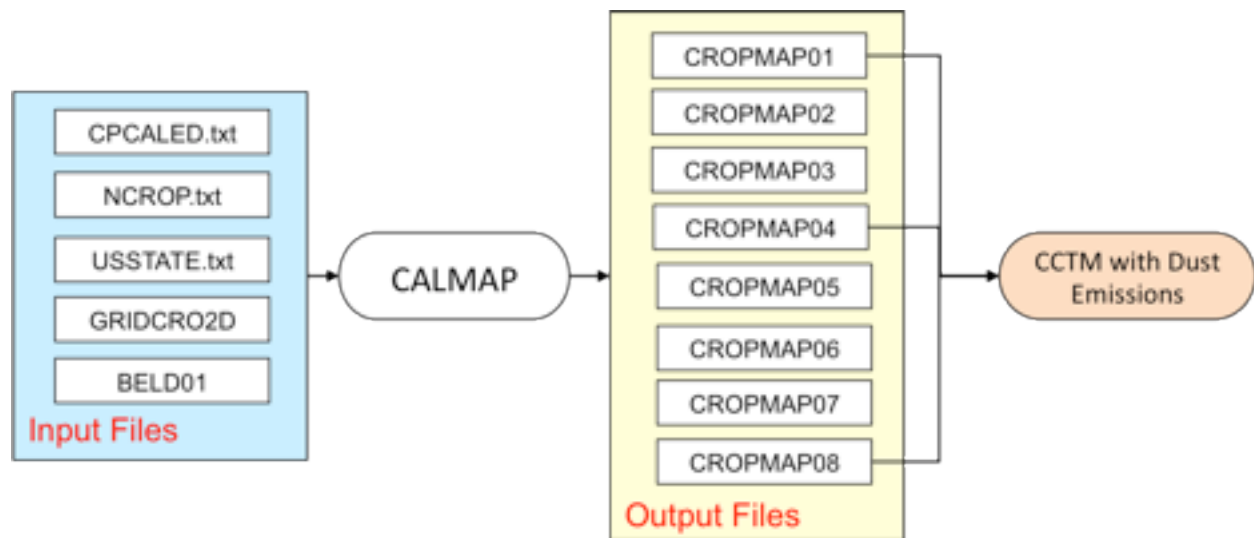 CPCALED.txt
NCROP.txt
USSTATE.txt
GRIDCRO2D
BELD01
Input Files
CALMAP
CROPMAP01
CROPMAP02
CROPMAP03
CROPMAP04
CROPMAP05
CROPMAP06
CROPMAP07
CROPMAP08
Output Files
CCTM with Dust
Emissions